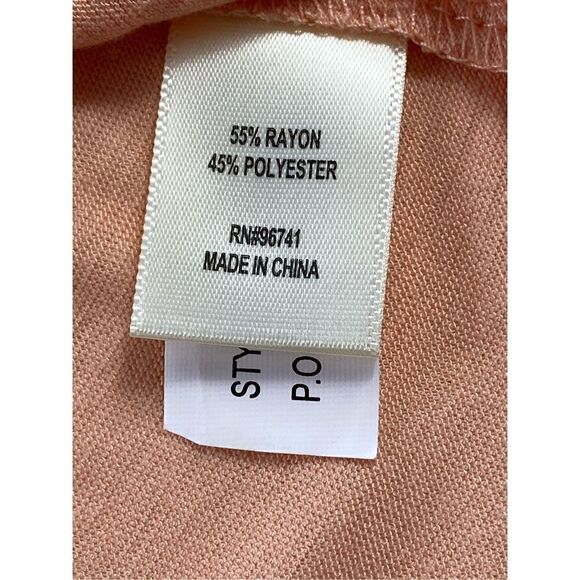 55% RAYON
45% POLYESTER
RN#96741
MADE IN CHINA
STY
P.O